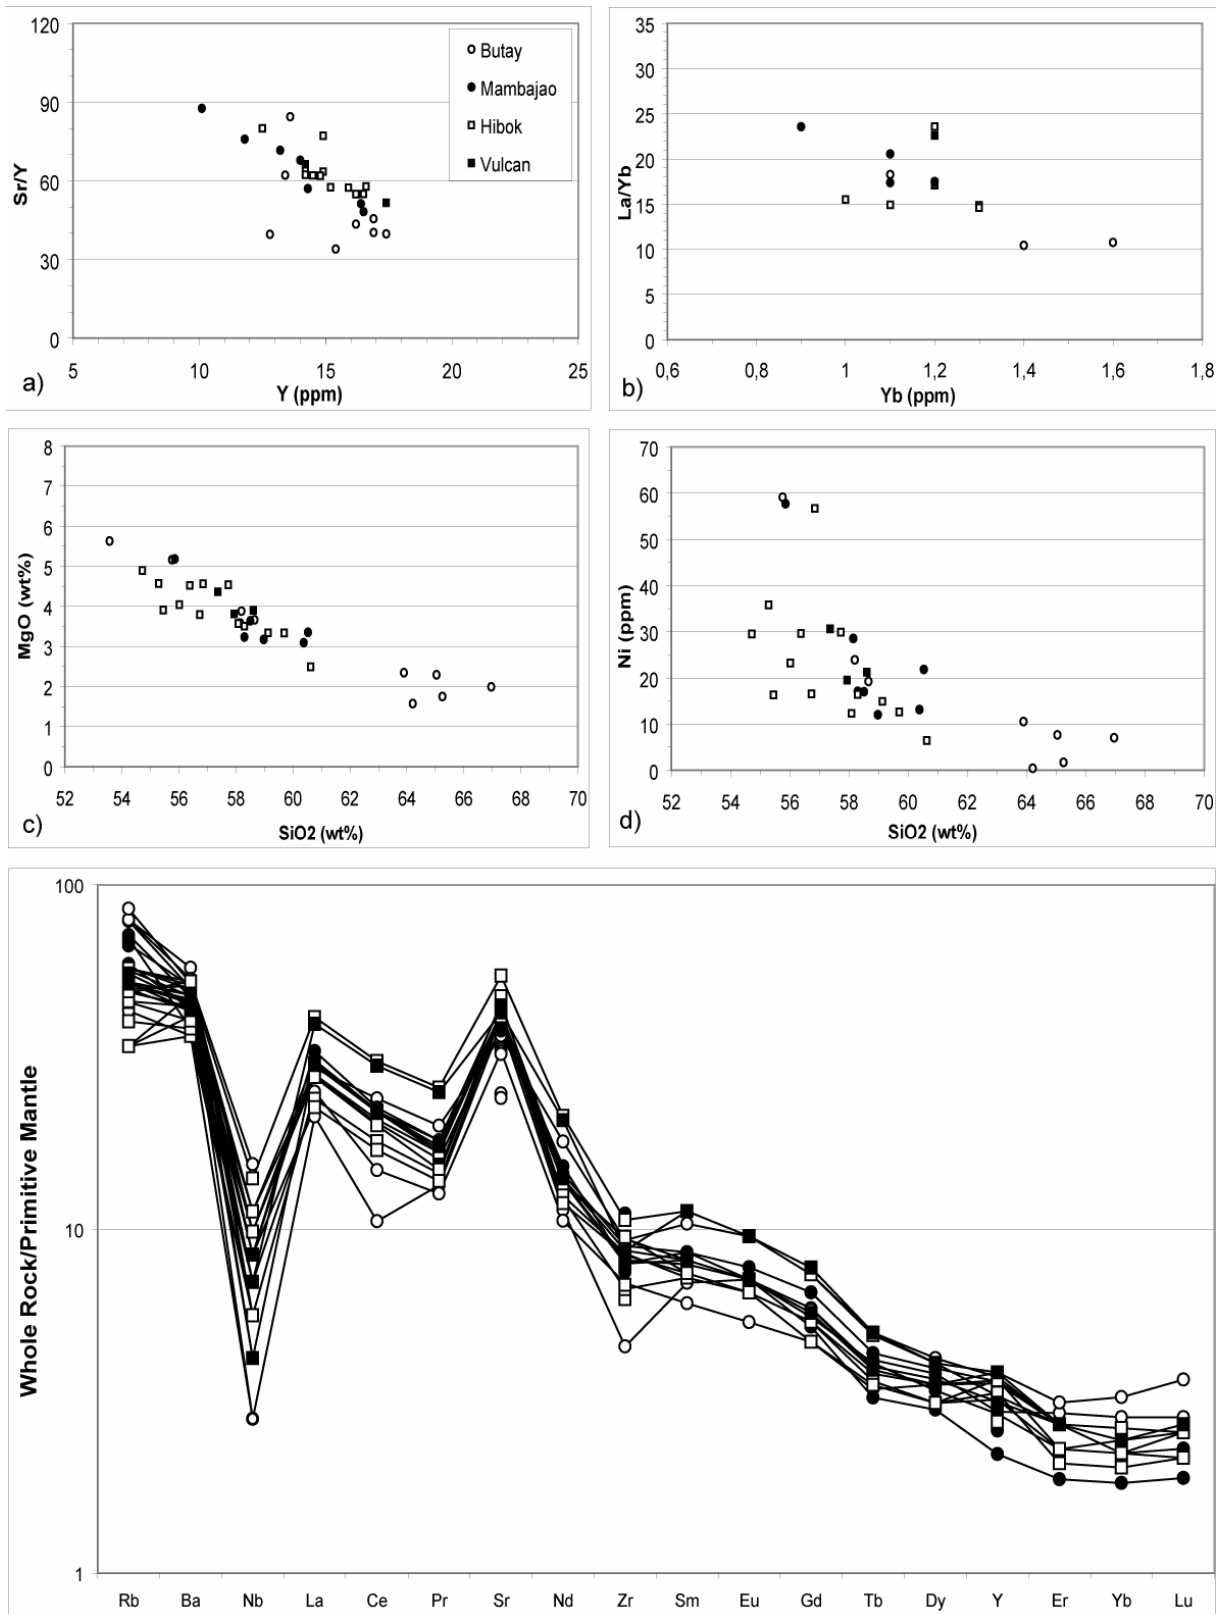 120
90
60
30
0
Sr/Y
Butay
Mambajao
Hibok
Vulcan
5 10 15 20 25
Y (ppm)
a)
35
30
25
20
15
10
5
0
La/Yb
0,6 0,8 1 1,2 1,4 1,6 1,8
Yb (ppm)
b)
8
7
6
5
4
3
2
1
0
MgO (wt%)
52 54 56 58 60 62 64 66 68 70
SiO2 (wt%)
c)
70
60
50
40
30
20
10
0
Ni (ppm)
52 54 56 58 60 62 64 66 68 70
SiO2 (wt%)
d)
100
10
1
Whole Rock/Primitive Mantle
Rb Ba Nb La Ce Pr Sr Nd Zr Sm Eu Gd Tb Dy Y Er Yb Lu